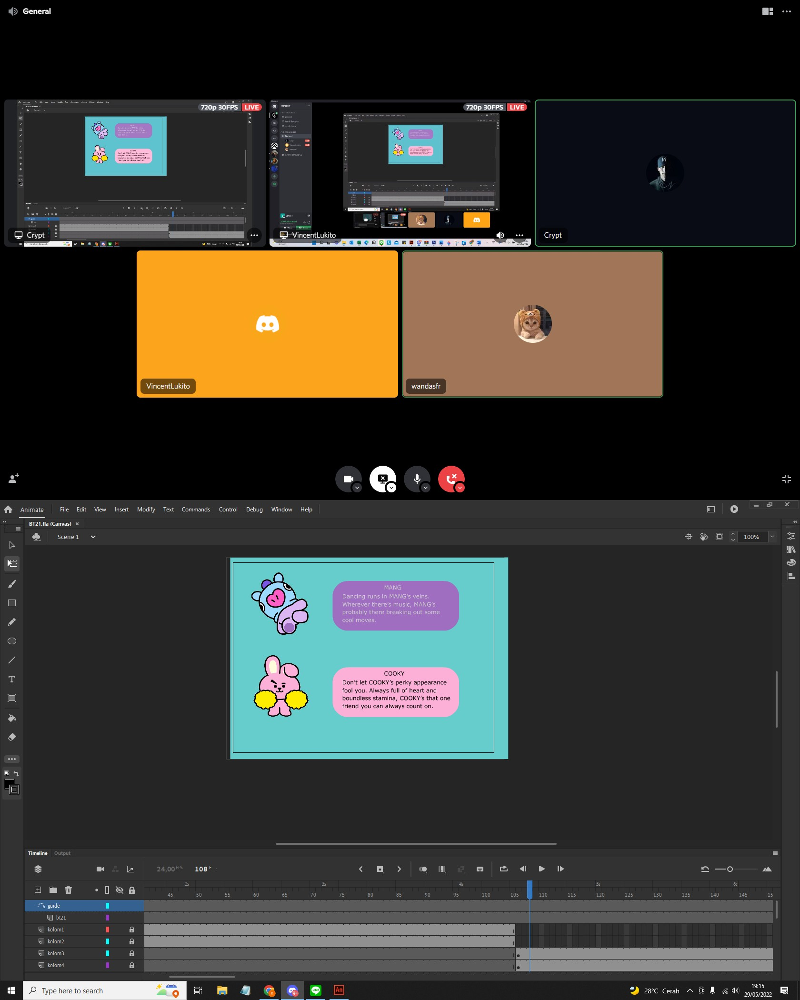 General
720p 30FPS LIVE
720p 30FPS LIVE
Crypt
VincentLukito
Crypt
VincentLukito
wandasfr
Animate File Edit View Insert Modify Text Commands Control Debug Window Help
BT21.fla (Canvas)
Scene 1
100%
MANG
Dancing runs in MANG's veins.
Wherever there's music, MANG's
probably there breaking out some
cool moves.
COOKY
Don't let COOKY's perky appearance
fool you. Always full of heart and
boundless stamina, COOKY's that one
friend you can always count on.
Timeline Output
24,00 FPS 108 F
2s 3s 4s 5s 6s
45 50 55 60 65 70 75 80 85 90 95 100 105 110 115 120 125 130 135 140 145 15
guide
bt21
kolom1
kolom2
kolom3
kolom4
Type here to search
9+
An
28°C Cerah
19:15
29/05/2022